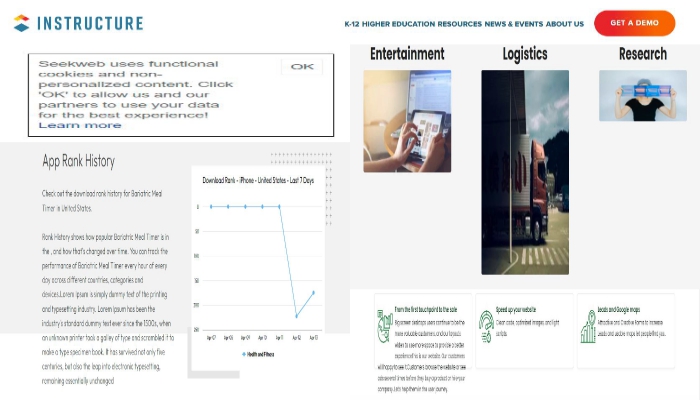 INSTRUCTURE
K-12 HIGHER EDUCATION RESOURCES NEWS & EVENTS ABOUT US
GET A DEMO
Seekweb uses functional
cookies and non-
personalized content. Click
'OK' to allow us and our
partners to use your data
for the best experience!
Learn more
OK
Entertainment
Logistics
Research
App Rank History
Check out the download rank history for Bariatric Meal
Timer in United States.
Rank History shows how popular Bariatric Meal Timer is in
the , and how that's changed over time. You can track the
performance of Bariatric Meal Timer every hour of every
day across different countries, categories and
devices.Lorem Ipsum is simply dummy text of the printing
and typesetting industry. Lorem Ipsum has been the
industry's standard dummy text ever since the 1500s, when
an unknown printer took a galley of type and scrambled it to
make a type specimen book. It has survived not only five
centuries, but also the leap into electronic typesetting,
remaining essentially unchanged
Download Rank - iPhone - United States - Last 7 Days
Health and Fitness
From the first touchpoint to the sale
Speed up your website
Clean code, optimised images and light
scripts.
Leads and Google maps